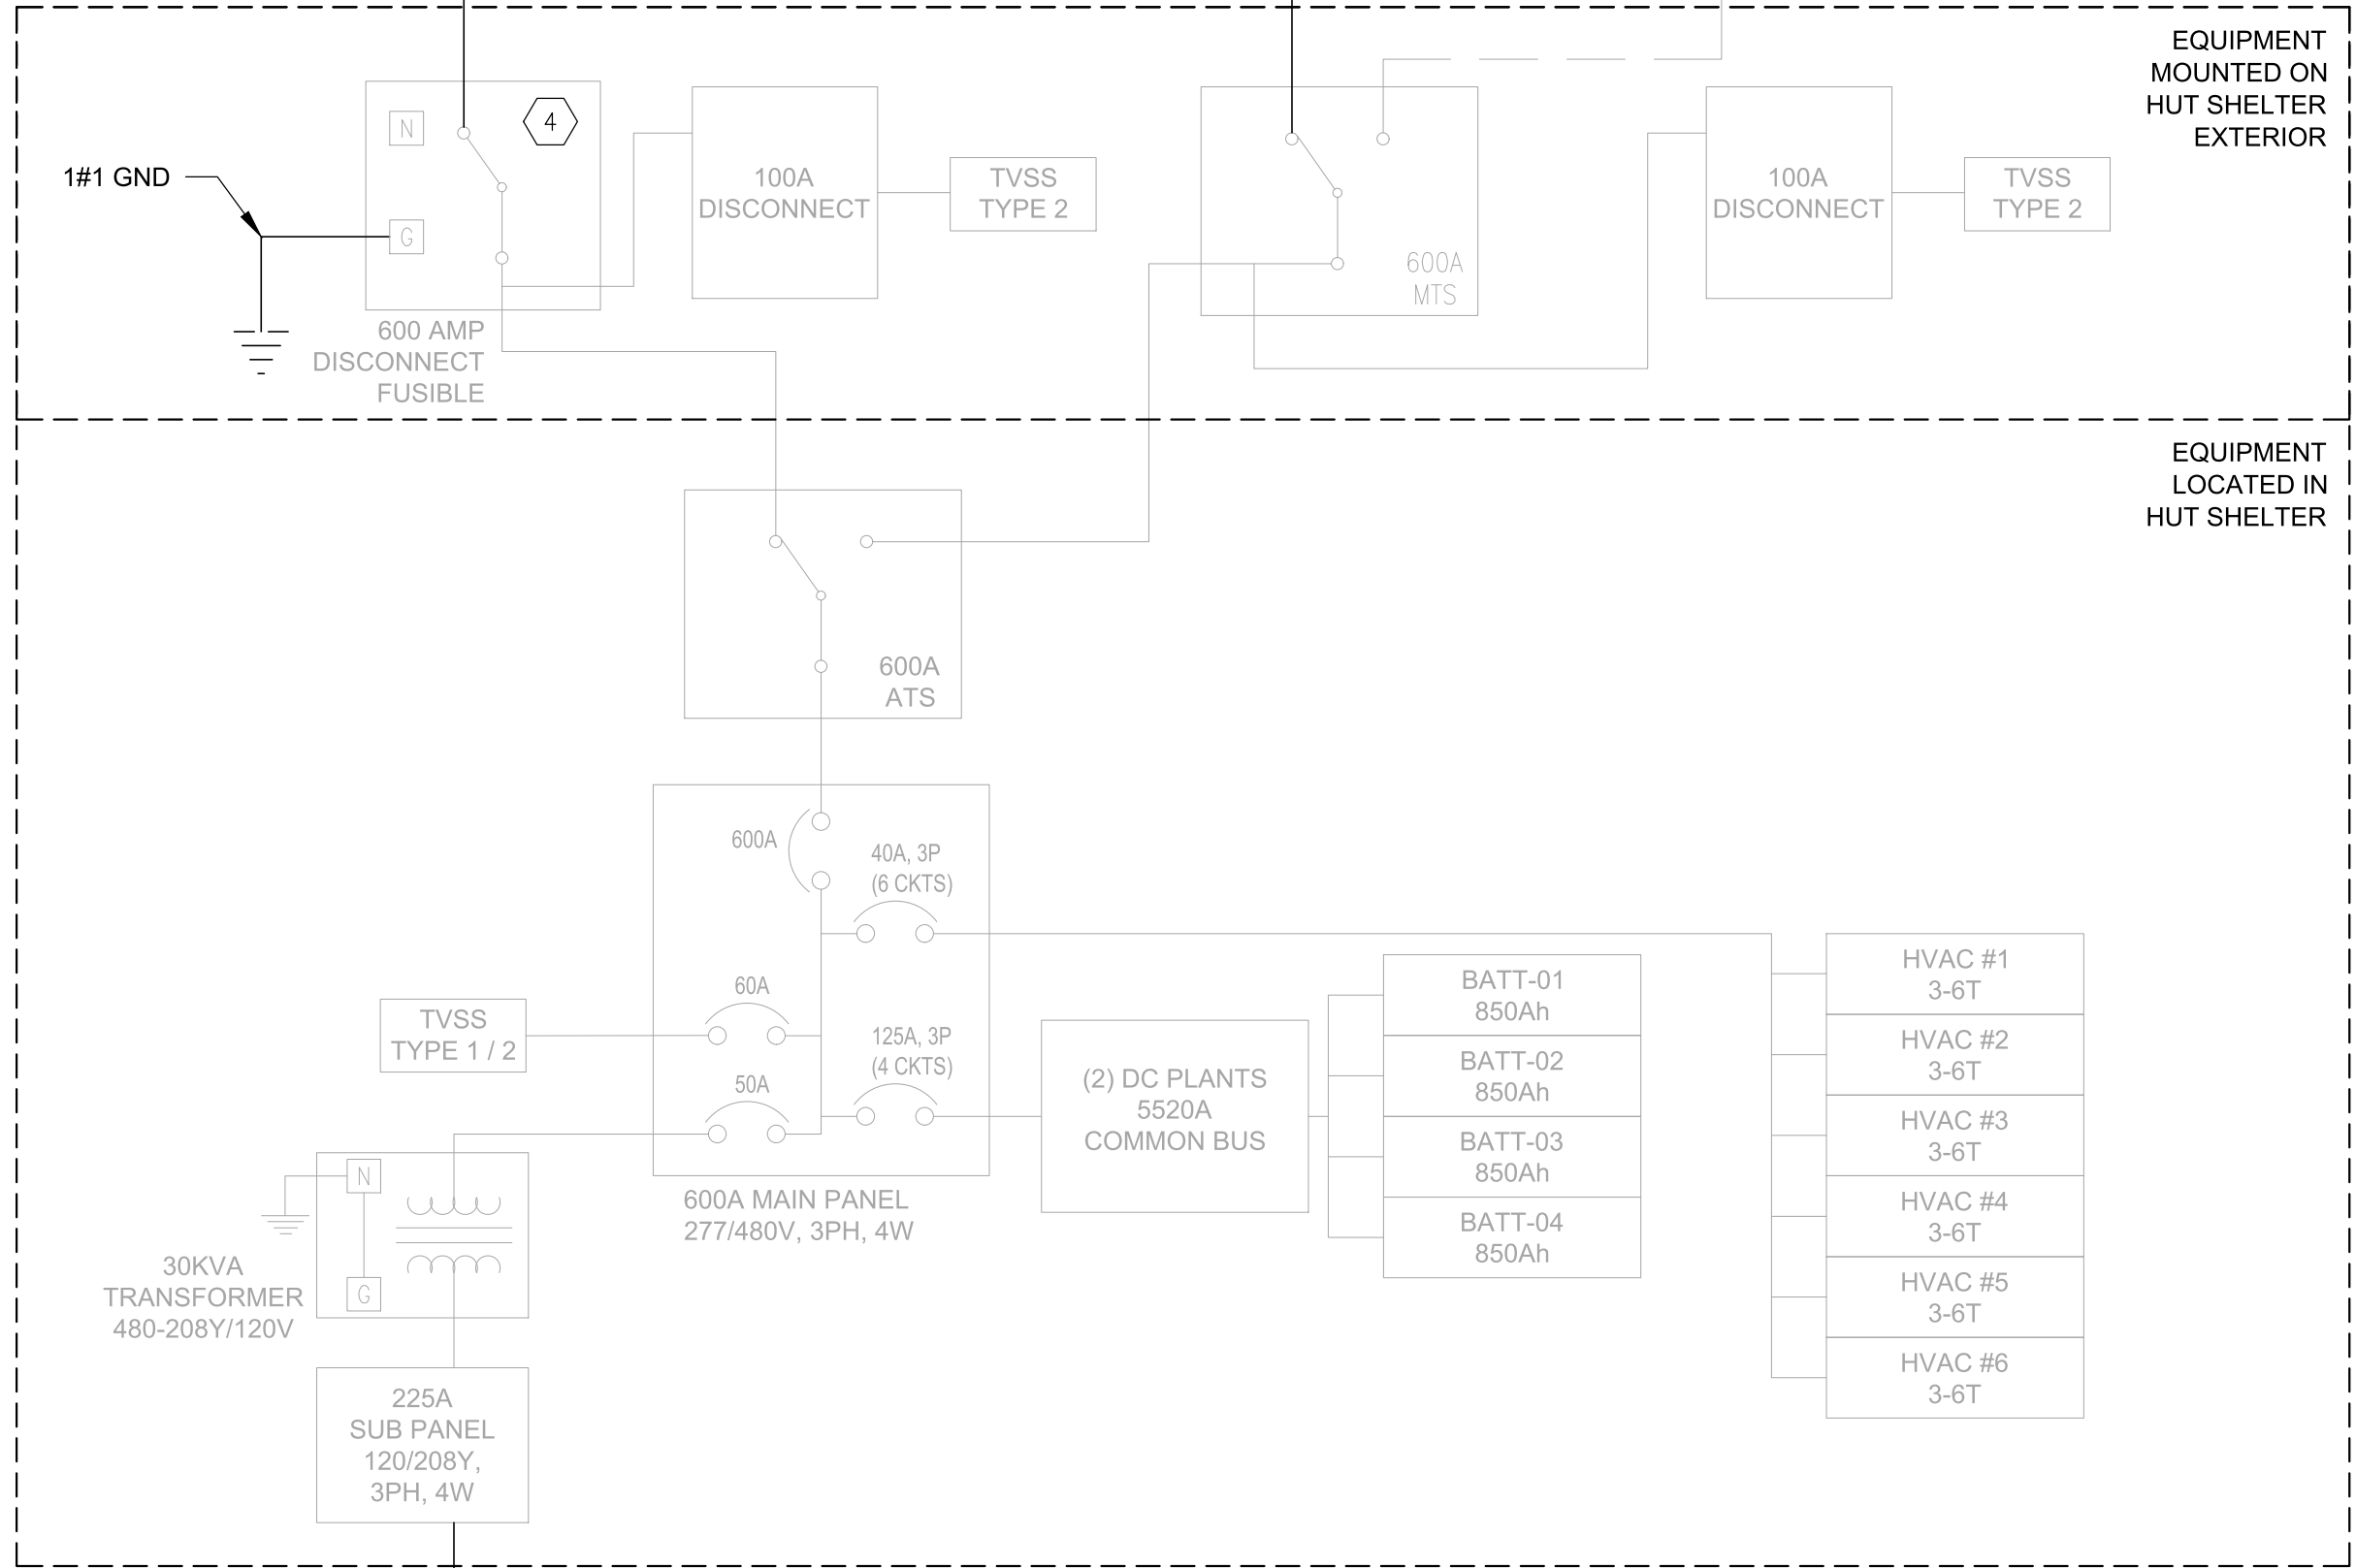 EQUIPMENT
MOUNTED ON
HUT SHELTER
EXTERIOR
N
4
1#1 GND
G
600 AMP
DISCONNECT
FUSIBLE
100A
DISCONNECT
TVSS
TYPE 2
600A
MTS
100A
DISCONNECT
TVSS
TYPE 2
EQUIPMENT
LOCATED IN
HUT SHELTER
600A
ATS
600A
40A, 3P
(6 CKTS)
60A
TVSS
TYPE 1 / 2
50A
125A, 3P
(4 CKTS)
600A MAIN PANEL
277/480V, 3PH, 4W
(2) DC PLANTS
5520A
COMMON BUS
BATT-01
850Ah
BATT-02
850Ah
BATT-03
850Ah
BATT-04
850Ah
HVAC #1
3-6T
HVAC #2
3-6T
HVAC #3
3-6T
HVAC #4
3-6T
HVAC #5
3-6T
HVAC #6
3-6T
N
G
30KVA
TRANSFORMER
480-208Y/120V
225A
SUB PANEL
120/208Y,
3PH, 4W